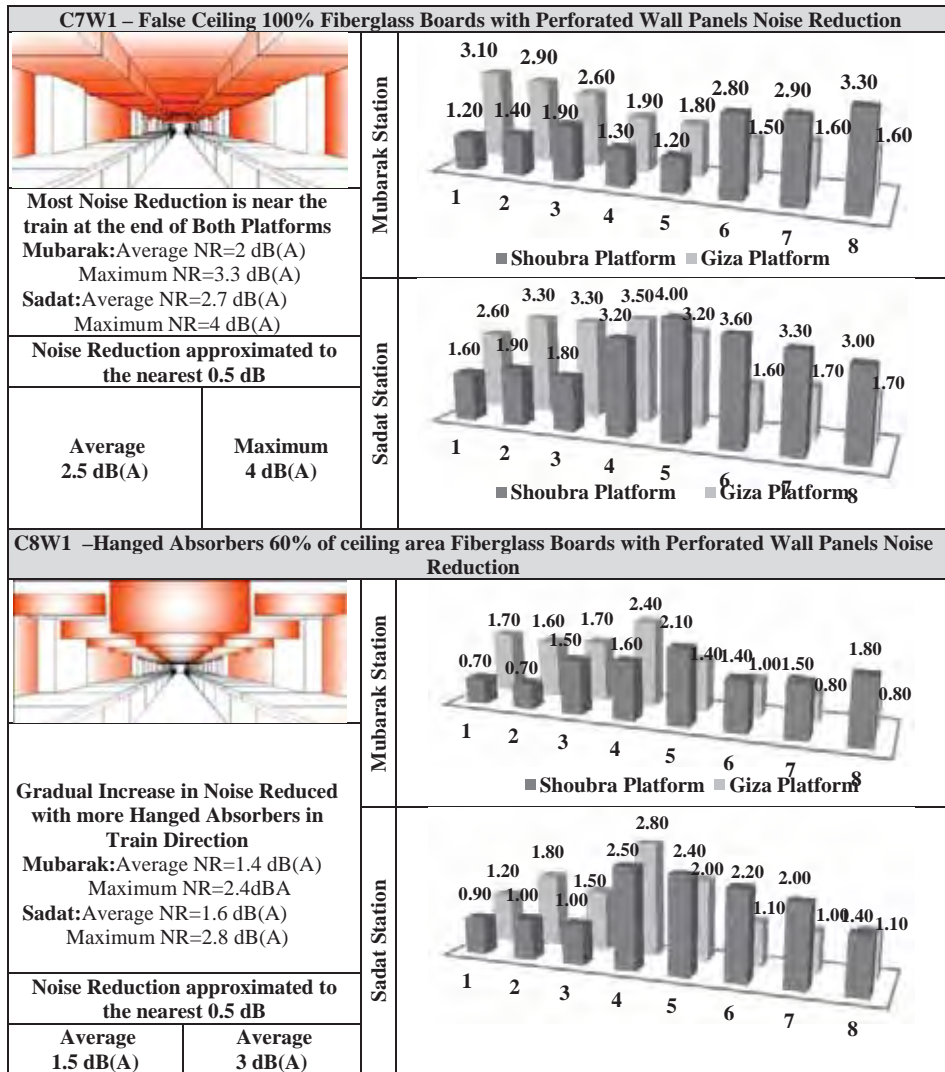 C7W1 – False Ceiling 100% Fiberglass Boards with Perforated Wall Panels Noise Reduction
Most Noise Reduction is near the
train at the end of Both Platforms
Mubarak:Average NR=2 dB(A)
Maximum NR=3.3 dB(A)
Sadat:Average NR=2.7 dB(A)
Maximum NR=4 dB(A)
Noise Reduction approximated to
the nearest 0.5 dB
Average
2.5 dB(A)
Maximum
4 dB(A)
Mubarak Station
3.10 2.90 2.60 1.90 1.80 1.50 1.60 1.60
1.20 1.40 1.90 1.30 1.20 2.80 2.90 3.30
1 2 3 4 5 6 7 8
Shoubra Platform Giza Platform
Sadat Station
2.60 3.30 3.30 3.50 3.20 1.60 1.70 1.70
1.60 1.90 1.80 3.20 4.00 3.60 3.30 3.00
1 2 3 4 5 6 7 8
Shoubra Platform Giza Platform
C8W1 –Hanged Absorbers 60% of ceiling area Fiberglass Boards with Perforated Wall Panels Noise
Reduction
Gradual Increase in Noise Reduced
with more Hanged Absorbers in
Train Direction
Mubarak:Average NR=1.4 dB(A)
Maximum NR=2.4dBA
Sadat:Average NR=1.6 dB(A)
Maximum NR=2.8 dB(A)
Noise Reduction approximated to
the nearest 0.5 dB
Average
1.5 dB(A)
Average
3 dB(A)
Mubarak Station
1.70 1.60 1.70 2.40 1.40 1.00 0.80 0.80
0.70 0.70 1.50 1.60 2.10 1.40 1.50 1.80
1 2 3 4 5 6 7 8
Shoubra Platform Giza Platform
Sadat Station
1.20 1.80 1.50 2.80 2.00 1.10 1.00 1.10
0.90 1.00 1.00 2.50 2.40 2.20 2.00 1.40
1 2 3 4 5 6 7 8